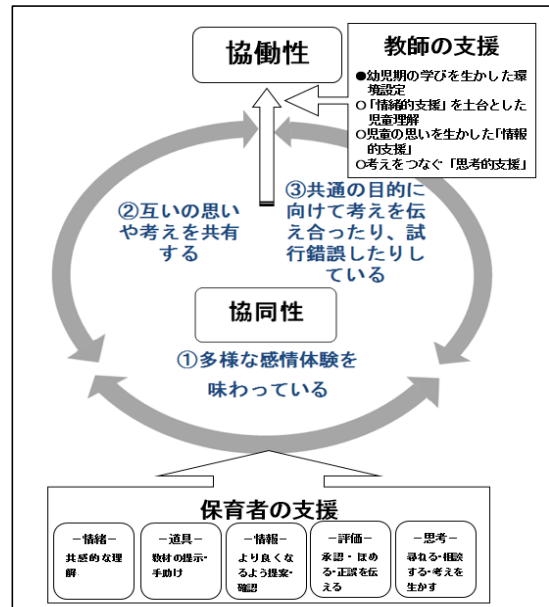 協働性
教師の支援
●幼児期の学びを生かした環
境設定
○「情緒的支援」を土台とした
児童理解
○児童の思いを生かした「情報
的支援」
○考えをつなぐ「思考的支援」
②互いの思い
や考えを共有
する
③共通の目的に
向けて考えを伝
え合ったり、試
行錯誤したりし
ている
協同性
①多様な感情体験を
味わっている
保育者の支援
－情緒－
共感的な理
解
－道具－
教材の提示・
手助け
－情報－
より良くな
るよう提案・
確認
－評価－
承認・ほめ
る・正誤を伝
える
－思考－
尋ねる・相談
する・考えを
生かす